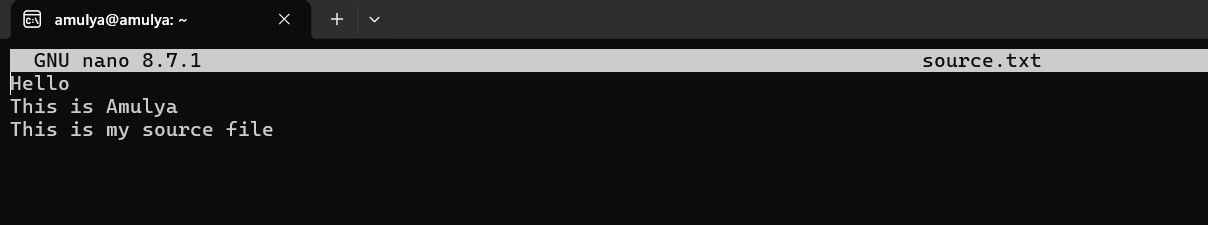 amulya@amulya: ~
GNU nano 8.7.1 source.txt
Hello
This is Amulya
This is my source file